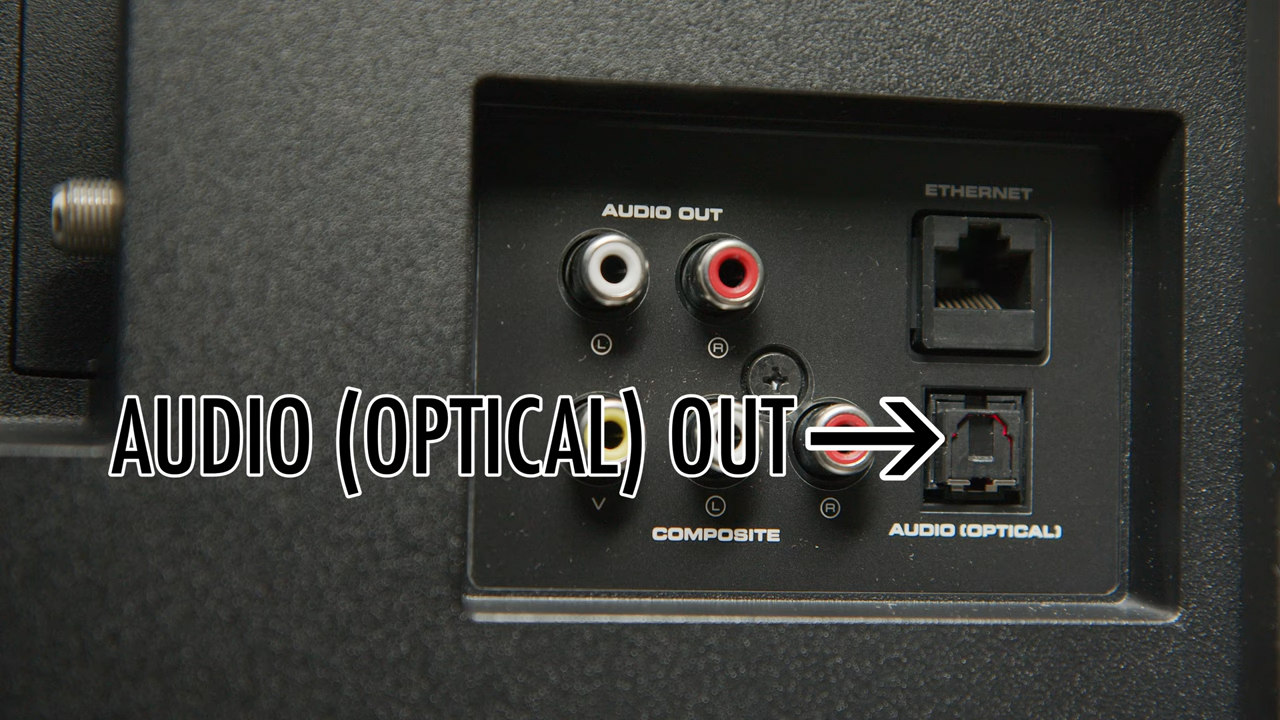 ETHERNET
AUDIO OUT
L
R
AUDIO (OPTICAL) OUT
V
L
R
COMPOSITE
AUDIO (OPTICAL)